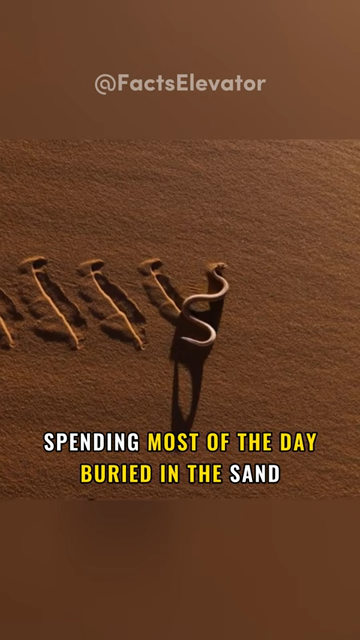 @FactsElevator
SPENDING MOST OF THE DAY
BURIED IN THE SAND